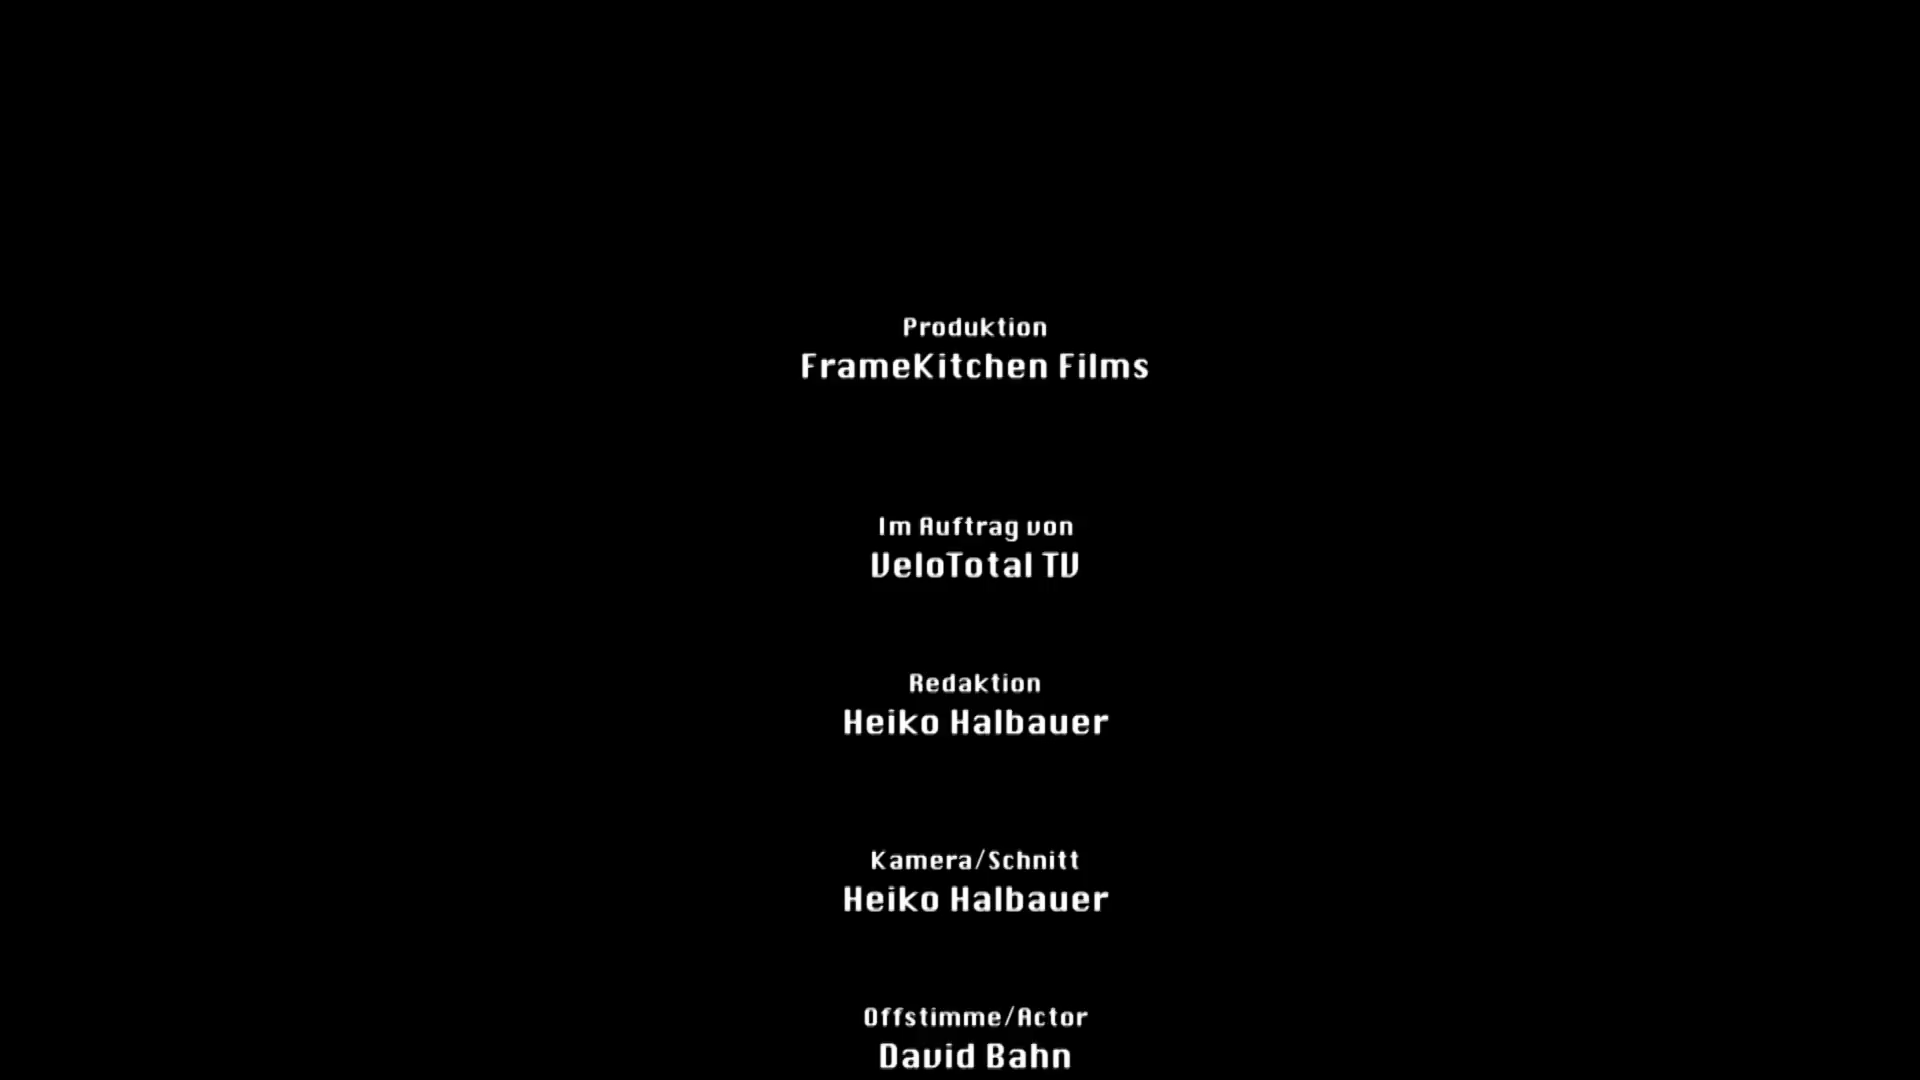 Produktion
FrameKitchen Films
Im Auftrag von
VeloTotal TV
Redaktion
Heiko Halbauer
Kamera/Schnitt
Heiko Halbauer
Offstimme/Actor
David Bahn